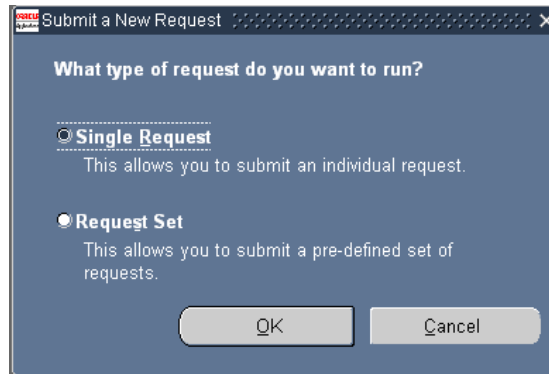 Submit a New Request
What type of request do you want to run?
Single Request
This allows you to submit an individual request.
Request Set
This allows you to submit a pre-defined set of
requests.
OK
Cancel